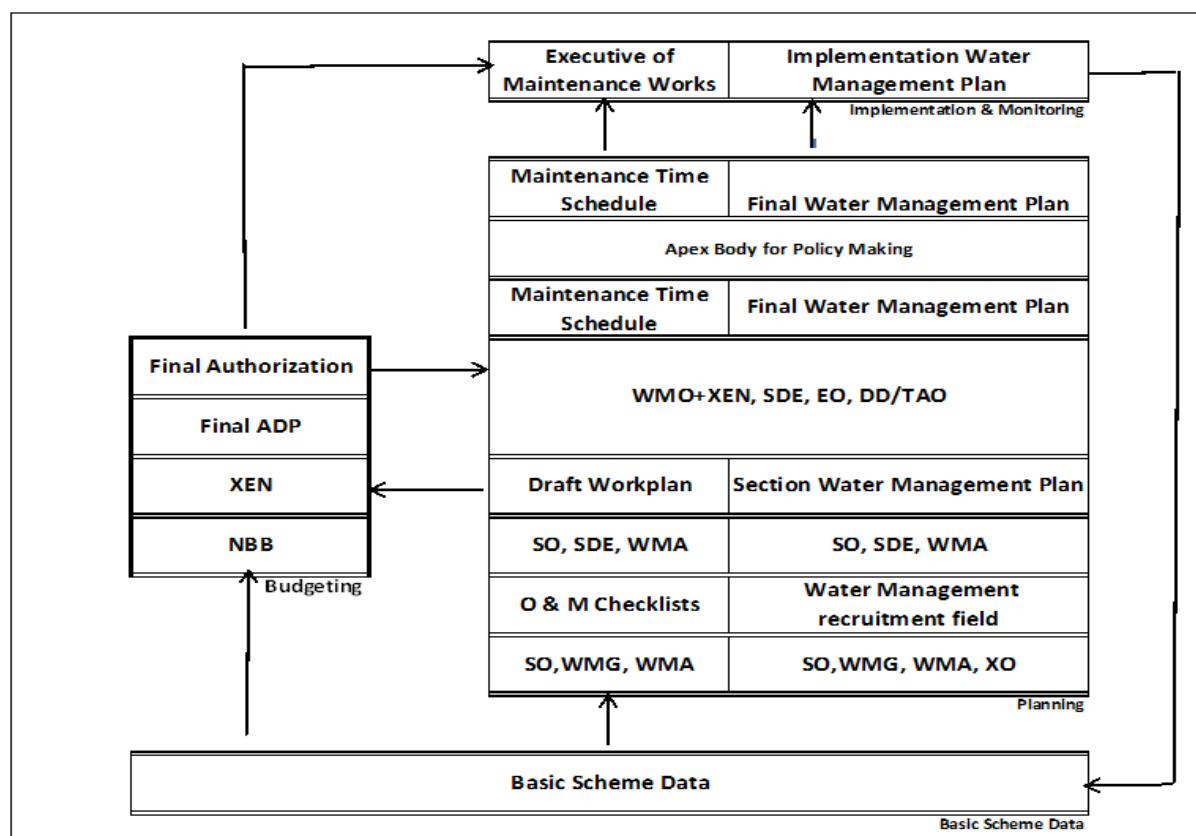 Executive of
Maintenance Works
Implementation Water
Management Plan
Implementation & Monitoring
Maintenance Time
Schedule
Final Water Management Plan
Apex Body for Policy Making
Maintenance Time
Schedule
Final Water Management Plan
Final Authorization
Final ADP
XEN
NBB
Budgeting
WMO+XEN, SDE, EO, DD/TAO
Draft Workplan
Section Water Management Plan
SO, SDE, WMA
SO, SDE, WMA
O & M Checklists
Water Management
recruitment field
SO,WMG, WMA
SO,WMG, WMA, XO
Planning
Basic Scheme Data
Basic Scheme Data